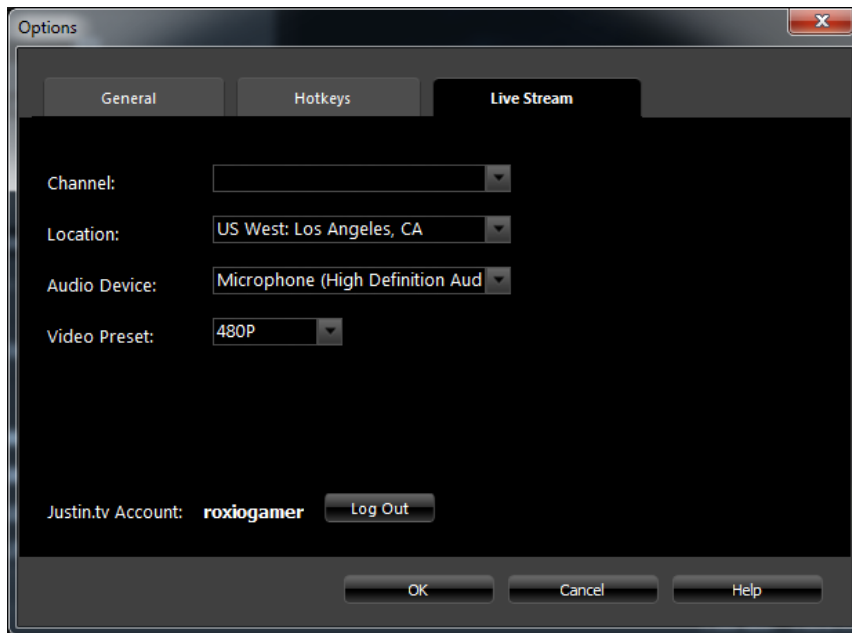 Options
General Hotkeys Live Stream
Channel:
Location: US West: Los Angeles, CA
Audio Device: Microphone (High Definition Aud
Video Preset: 480P
Justin.tv Account: roxiogamer Log Out
OK Cancel Help